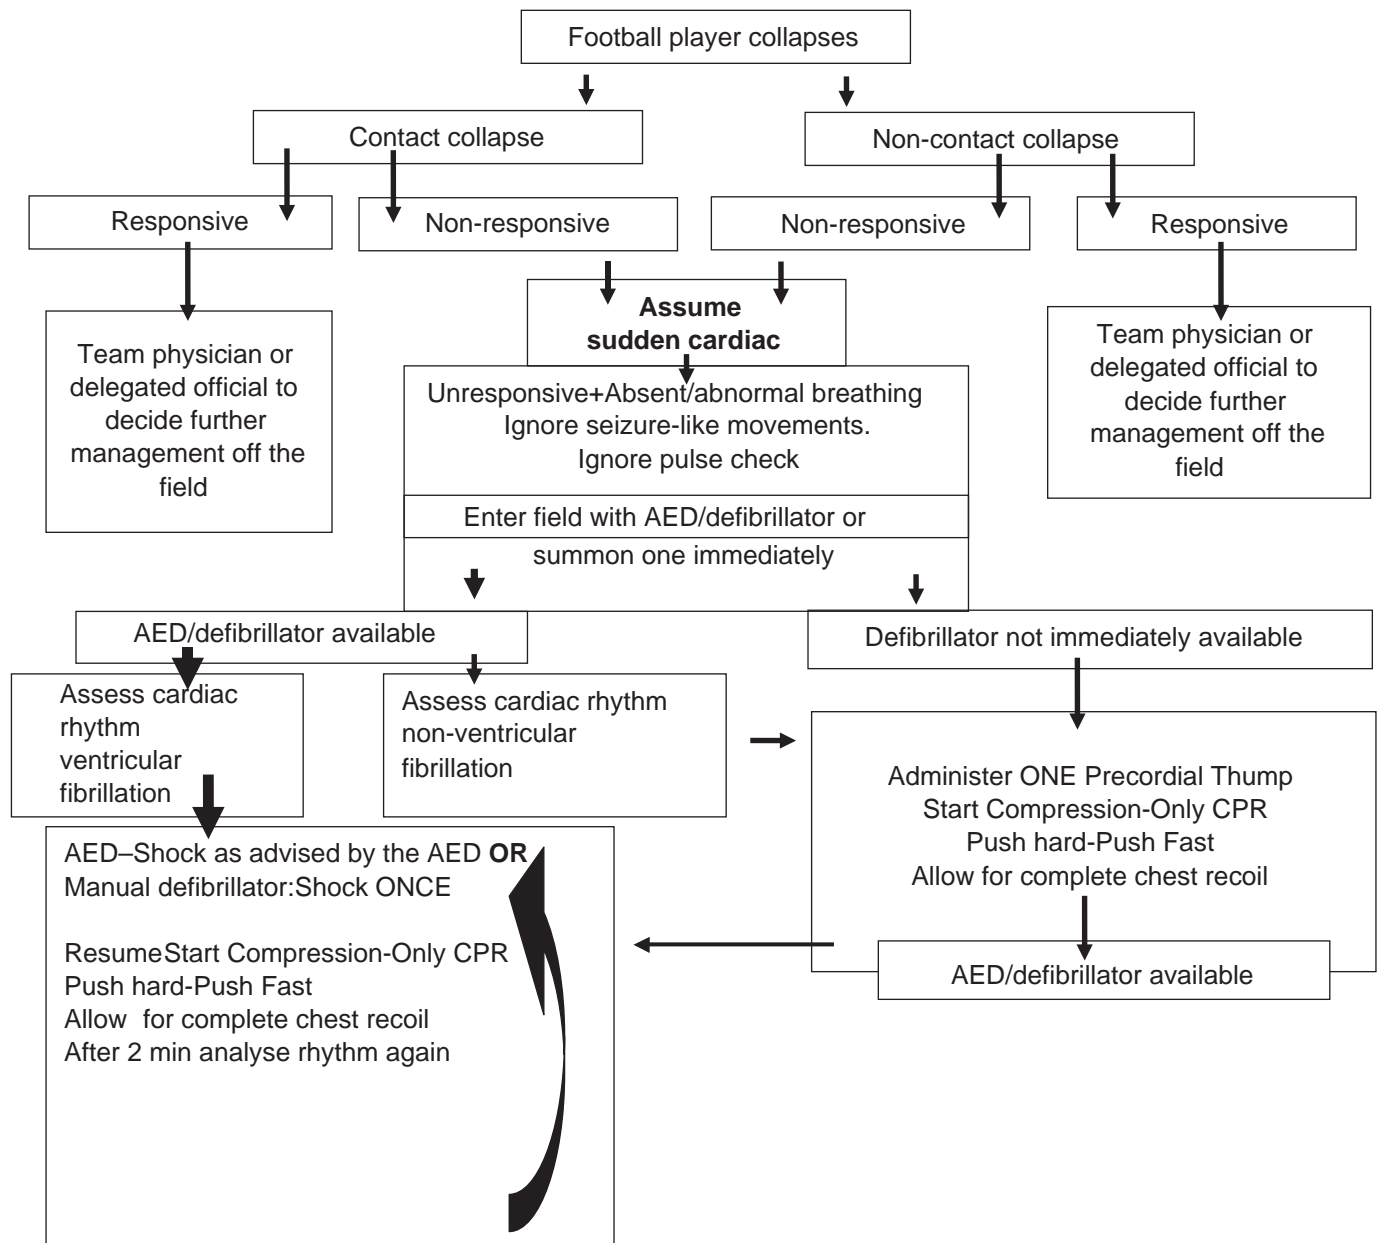 Football player collapses
Contact collapse
Non-contact collapse
Responsive
Non-responsive
Non-responsive
Responsive
Assume
sudden cardiac
Team physician or
delegated official to
decide further
management off the
field
Unresponsive+Absent/abnormal breathing
Ignore seizure-like movements.
Ignore pulse check
Team physician or
delegated official to
decide further
management off the
field
Enter field with AED/defibrillator or
summon one immediately
AED/defibrillator available
Defibrillator not immediately available
Assess cardiac
rhythm
ventricular
fibrillation
Assess cardiac rhythm
non-ventricular
fibrillation
Administer ONE Precordial Thump
Start Compression-Only CPR
Push hard-Push Fast
Allow for complete chest recoil
AED/defibrillator available
AED–Shock as advised by the AED OR
Manual defibrillator:Shock ONCE
ResumeStart Compression-Only CPR
Push hard-Push Fast
Allow for complete chest recoil
After 2 min analyse rhythm again